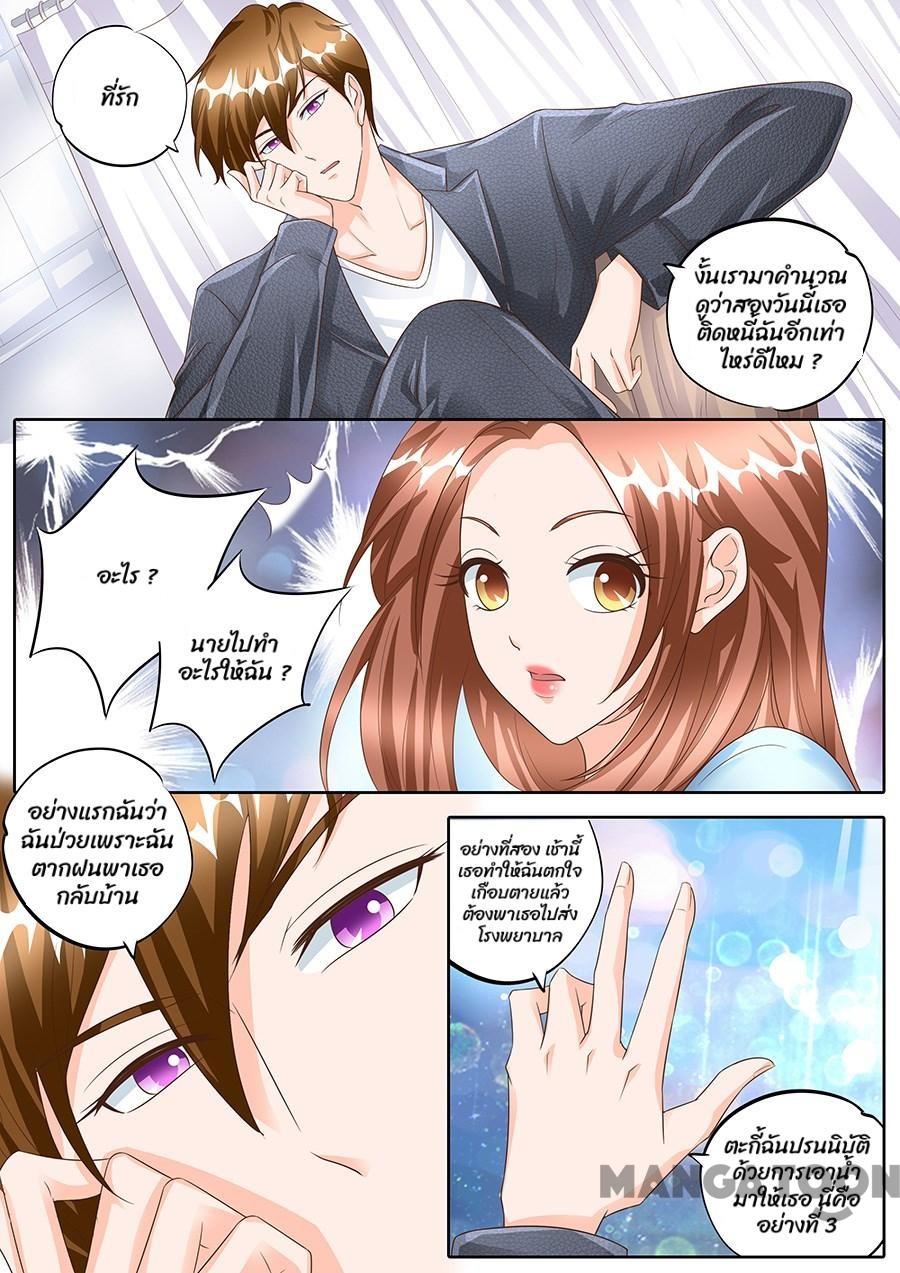 ที่รัก
งั้นเรามาคำนวณ
ดูว่าสองวันนี้เธอ
ติดหนี้ฉันอีกเท่า
ไหร่ดีไหม ?
อะไร ?
นายไปทำ
อะไรให้ฉัน ?
อย่างแรกฉันว่า
ฉันป่วยเพราะฉัน
ตากฝนพาเธอ
กลับบ้าน
อย่างที่สอง เช้านี้
เธอทำให้ฉันตกใจ
เกือบตายแล้ว
ต้องพาเธอไปส่ง
โรงพยาบาล
ตะกี้ฉันปรนนิบัติ
ด้วยการเอาน้ำ
มาให้เธอ นี่คือ
อย่างที่ 3
MANGATOON